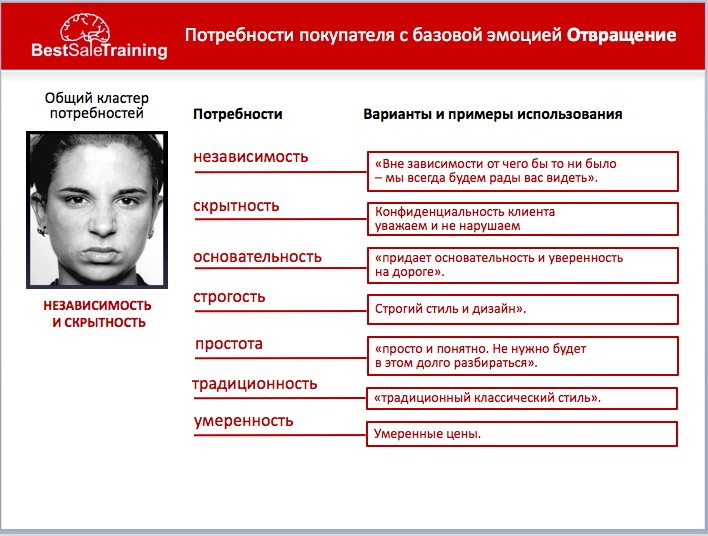 BestSaleTraining
Потребности покупателя с базовой эмоцией Отвращение
Общий кластер
потребностей
НЕЗАВИСИМОСТЬ
И СКРЫТНОСТЬ
Потребности
Варианты и примеры использования
независимость
«Вне зависимости от чего бы то ни было
– мы всегда будем рады вас видеть».
скрытность
Конфиденциальность клиента
уважаем и не нарушаем
основательность
«придает основательность и уверенность
на дороге».
строгость
Строгий стиль и дизайн».
простота
«просто и понятно. Не нужно будет
в этом долго разбираться».
традиционность
«традиционный классический стиль».
умеренность
Умеренные цены.